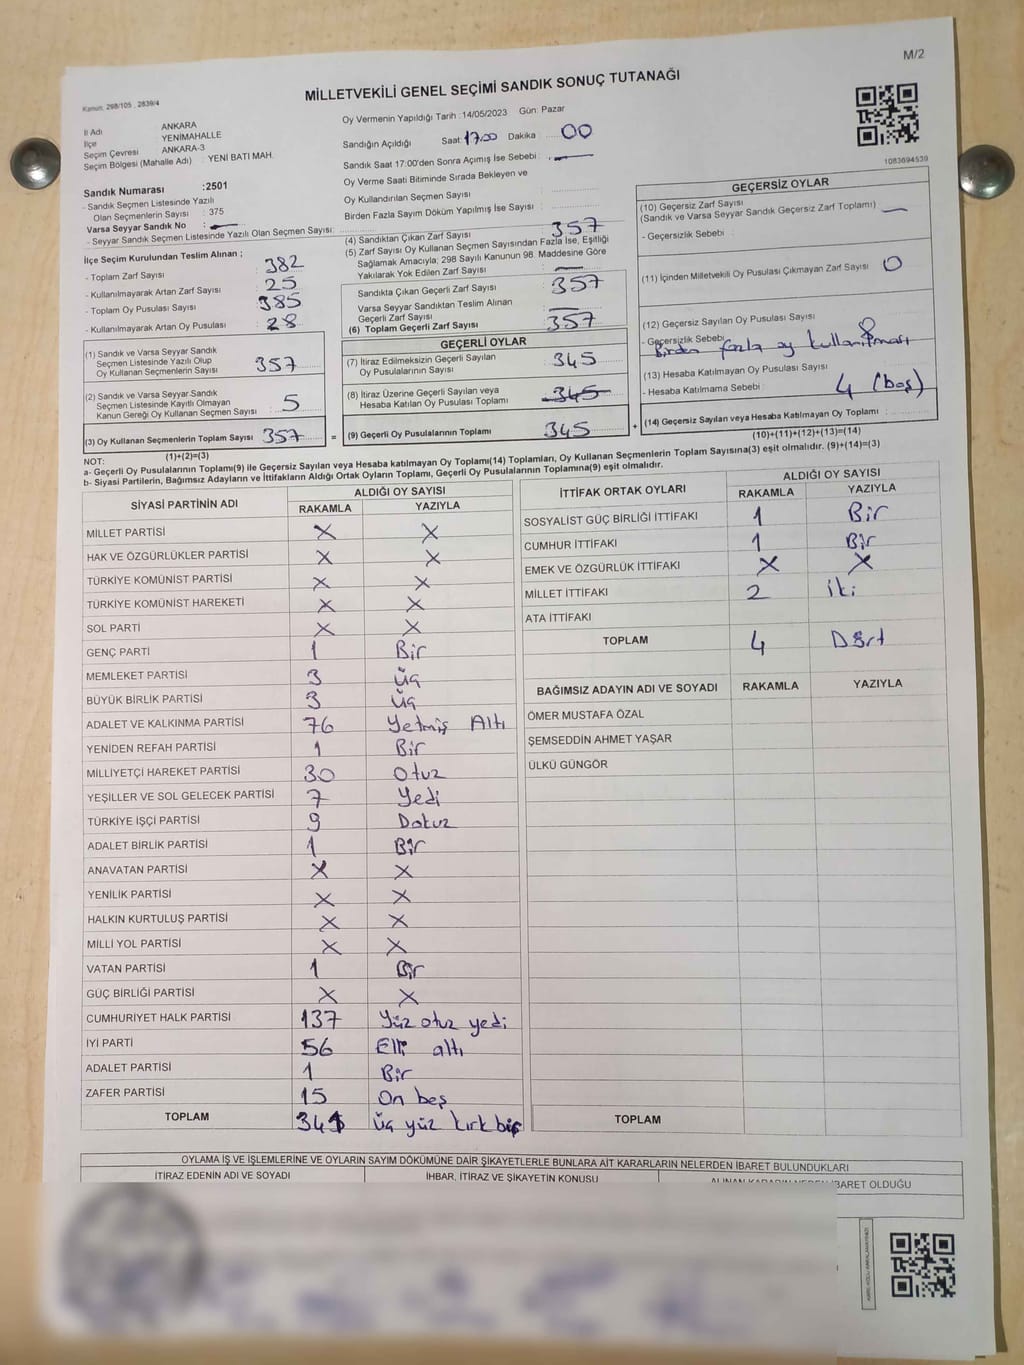 M/2
Kanun: 298/105 , 2839/4
MİLLETVEKİLİ GENEL SEÇİMİ SANDIK SONUÇ TUTANAĞI
İl Adı ANKARA
İlçe YENİMAHALLE
Seçim Çevresi ANKARA-3
Seçim Bölgesi (Mahalle Adı) : YENİ BATI MAH.
Sandık Numarası :2501
- Sandık Seçmen Listesinde Yazılı
Olan Seçmenlerin Sayısı : 375
Varsa Seyyar Sandık No :
- Seyyar Sandık Seçmen Listesinde Yazılı Olan Seçmen Sayısı:
İlçe Seçim Kurulundan Teslim Alınan ;
- Toplam Zarf Sayısı : 382
- Kullanılmayarak Artan Zarf Sayısı : 25
- Toplam Oy Pusulası Sayısı : 385
- Kullanılmayarak Artan Oy Pusulası : 28
(1) Sandık ve Varsa Seyyar Sandık
Seçmen Listesinde Yazılı Olup
Oy Kullanan Seçmenlerin Sayısı : 357
(2) Sandık ve Varsa Seyyar Sandık
Seçmen Listesinde Kayıtlı Olmayan
Kanun Gereği Oy Kullanan Seçmen Sayısı : 5
(3) Oy Kullanan Seçmenlerin Toplam Sayısı 357
(1)+(2)=(3)
Oy Vermenin Yapıldığı Tarih :14/05/2023 Gün: Pazar
Sandığın Açıldığı Saat: 17.00 Dakika : 00
Sandık Saat 17:00'den Sonra Açılmış İse Sebebi :
Oy Verme Saati Bitiminde Sırada Bekleyen ve
Oy Kullandırılan Seçmen Sayısı :
Birden Fazla Sayım Döküm Yapılmış İse Sayısı :
(4) Sandıktan Çıkan Zarf Sayısı : 357
(5) Zarf Sayısı Oy Kullanan Seçmen Sayısından Fazla İse, Eşitliği
Sağlamak Amacıyla; 298 Sayılı Kanunun 98. Maddesine Göre
Yakılarak Yok Edilen Zarf Sayısı :
Sandıkta Çıkan Geçerli Zarf Sayısı : 357
Varsa Seyyar Sandıktan Teslim Alınan
Geçerli Zarf Sayısı :
(6) Toplam Geçerli Zarf Sayısı : 357
GEÇERLİ OYLAR
(7) İtiraz Edilmeksizin Geçerli Sayılan
Oy Pusulalarının Sayısı : 345
(8) İtiraz Üzerine Geçerli Sayılan veya
Hesaba Katılan Oy Pusulası Toplamı : 345
= (9) Geçerli Oy Pusulalarının Toplamı 345 +
1083694539
GEÇERSİZ OYLAR
(10) Geçersiz Zarf Sayısı
(Sandık ve Varsa Seyyar Sandık Geçersiz Zarf Toplamı) :
- Geçersizlik Sebebi :
(11) İçinden Milletvekili Oy Pusulası Çıkmayan Zarf Sayısı : 0
(12) Geçersiz Sayılan Oy Pusulası Sayısı : 8
- Geçersizlik Sebebi : Birden fazla oy kullanılması
(13) Hesaba Katılmayan Oy Pusulası Sayısı :
- Hesaba Katılmama Sebebi : 4 (boş)
(14) Geçersiz Sayılan veya Hesaba Katılmayan Oy Toplamı :
(10)+(11)+(12)+(13)=(14)
NOT:
a- Geçerli Oy Pusulalarının Toplamı(9) ile Geçersiz Sayılan veya Hesaba katılmayan Oy Toplamı(14) Toplamları, Oy Kullanan Seçmenlerin Toplam Sayısına(3) eşit olmalıdır. (9)+(14)=(3)
b- Siyasi Partilerin, Bağımsız Adayların ve İttifakların Aldığı Ortak Oyların Toplamı, Geçerli Oy Pusulalarının Toplamına(9) eşit olmalıdır.
SİYASİ PARTİNİN ADI ALDIĞI OY SAYISI
RAKAMLA YAZIYLA
MİLLET PARTİSİ X X
HAK VE ÖZGÜRLÜKLER PARTİSİ X X
TÜRKİYE KOMÜNİST PARTİSİ X X
TÜRKİYE KOMÜNİST HAREKETİ X X
SOL PARTİ X X
GENÇ PARTİ 1 Bir
MEMLEKET PARTİSİ 3 Üç
BÜYÜK BİRLİK PARTİSİ 3 Üç
ADALET VE KALKINMA PARTİSİ 76 Yetmiş Altı
YENİDEN REFAH PARTİSİ 1 Bir
MİLLİYETÇİ HAREKET PARTİSİ 30 Otuz
YEŞİLLER VE SOL GELECEK PARTİSİ 7 Yedi
TÜRKİYE İŞÇİ PARTİSİ 9 Dokuz
ADALET BİRLİK PARTİSİ 1 Bir
ANAVATAN PARTİSİ X X
YENİLİK PARTİSİ X X
HALKIN KURTULUŞ PARTİSİ X X
MİLLİ YOL PARTİSİ X X
VATAN PARTİSİ 1 Bir
GÜÇ BİRLİĞİ PARTİSİ X X
CUMHURİYET HALK PARTİSİ 137 Yüz otuz yedi
İYİ PARTİ 56 Elli altı
ADALET PARTİSİ 1 Bir
ZAFER PARTİSİ 15 On beş
TOPLAM 341 Üç yüz kırk bir
İTTİFAK ORTAK OYLARI ALDIĞI OY SAYISI
RAKAMLA YAZIYLA
SOSYALİST GÜÇ BİRLİĞİ İTTİFAKI 1 Bir
CUMHUR İTTİFAKI 1 Bir
EMEK VE ÖZGÜRLÜK İTTİFAKI X X
MİLLET İTTİFAKI 2 iki
ATA İTTİFAKI
TOPLAM 4 Dört
BAĞIMSIZ ADAYIN ADI VE SOYADI RAKAMLA YAZIYLA
ÖMER MUSTAFA ÖZAL
ŞEMSEDDİN AHMET YAŞAR
ÜLKÜ GÜNGÖR
TOPLAM
OYLAMA İŞ VE İŞLEMLERİNE VE OYLARIN SAYIM DÖKÜMÜNE DAİR ŞİKAYETLERLE BUNLARA AİT KARARLARIN NELERDEN İBARET BULUNDUKLARI
İTİRAZ EDENİN ADI VE SOYADI İHBAR, İTİRAZ VE ŞİKAYETİN KONUSU ALINAN KARARIN NEDEN İBARET OLDUĞU